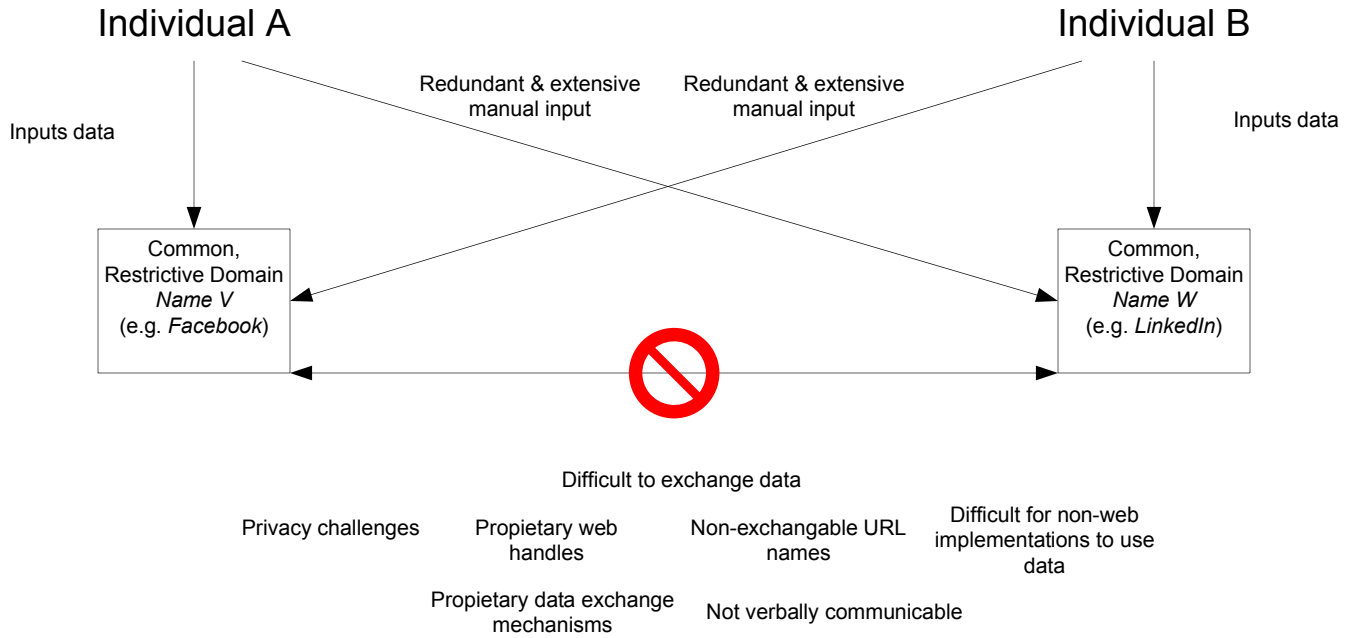 Individual A
Individual B
Redundant & extensive
manual input
Redundant & extensive
manual input
Inputs data
Inputs data
Common,
Restrictive Domain
Name V
(e.g. Facebook)
Common,
Restrictive Domain
Name W
(e.g. LinkedIn)
Difficult to exchange data
Privacy challenges
Propietary web
handles
Non-exchangable URL
names
Difficult for non-web
implementations to use
data
Propietary data exchange
mechanisms
Not verbally communicable